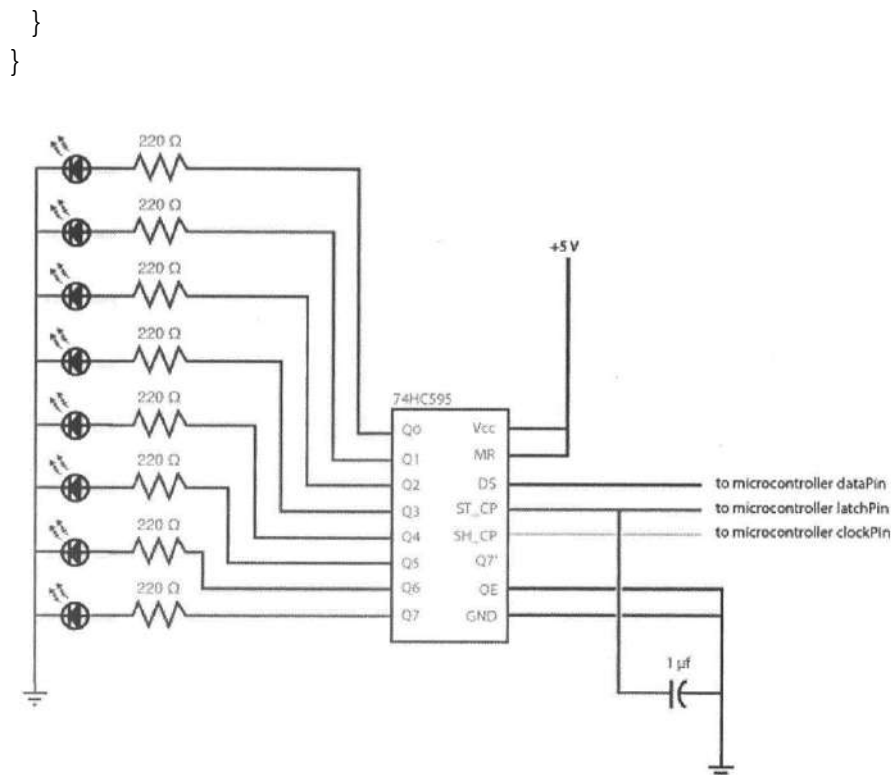 }
}
220 Ω
220 Ω
220 Ω
220 Ω
220 Ω
220 Ω
220 Ω
220 Ω
+5 V
74HC595
Q0
Q1
Q2
Q3
Q4
Q5
Q6
Q7
Vcc
MR
DS
ST_CP
SH_CP
Q7'
OE
GND
to microcontroller dataPin
to microcontroller latchPin
to microcontroller clockPin
1 µf